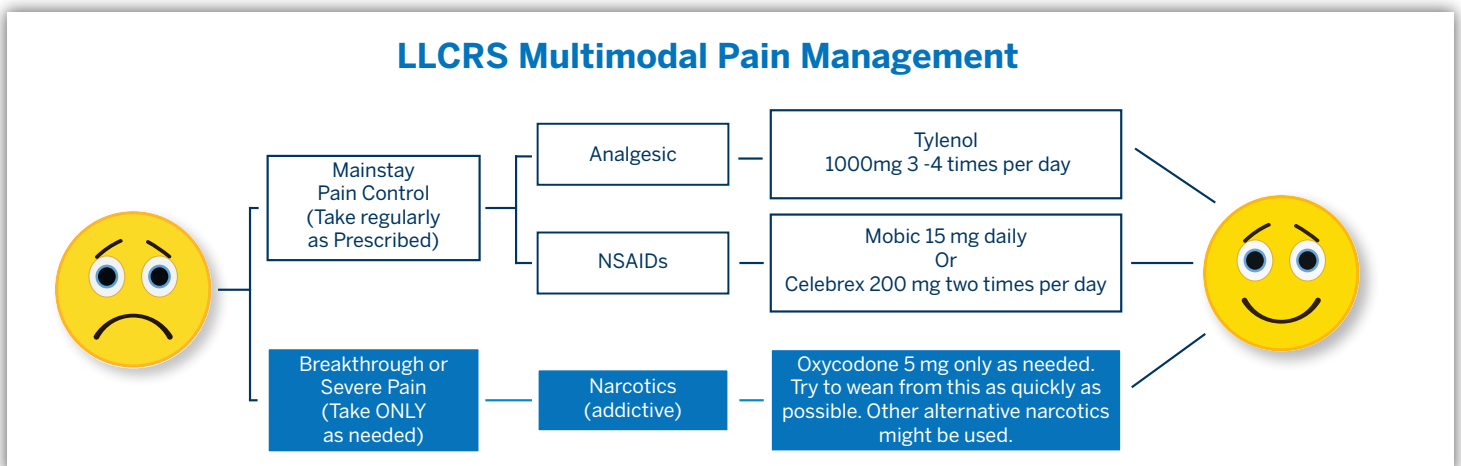 LLCRS Multimodal Pain Management
Mainstay
Pain Control
(Take regularly
as Prescribed)
Analgesic
Tylenol
1000mg 3 -4 times per day
NSAIDs
Mobic 15 mg daily
Or
Celebrex 200 mg two times per day
Breakthrough or
Severe Pain
(Take ONLY
as needed)
Narcotics
(addictive)
Oxycodone 5 mg only as needed.
Try to wean from this as quickly as
possible. Other alternative narcotics
might be used.